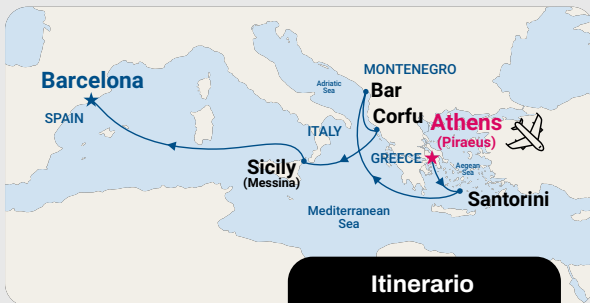 MONTENEGRO
Barcelona
Adriatic
Sea
Bar
SPAIN
Corfu
Athens
(Piraeus)
ITALY
GREECE
Sicily
(Messina)
Aegean
Sea
Santorini
Mediterranean
Sea
Itinerario